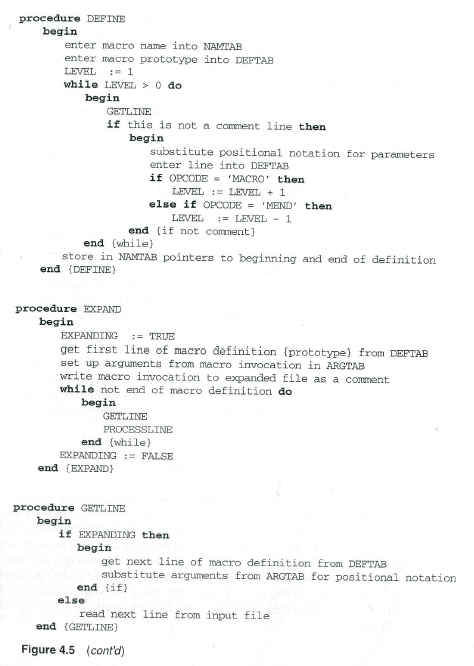 procedure DEFINE
begin
enter macro name into NAMTAB
enter macro prototype into DEFTAB
LEVEL := 1
while LEVEL > 0 do
begin
GETLINE
if this is not a comment line then
begin
substitute positional notation for parameters
enter line into DEFTAB
if OPCODE = 'MACRO' then
LEVEL := LEVEL + 1
else if OPCODE = 'MEND' then
LEVEL := LEVEL - 1
end {if not comment}
end {while}
store in NAMTAB pointers to beginning and end of definition
end {DEFINE}
procedure EXPAND
begin
EXPANDING := TRUE
get first line of macro definition {prototype} from DEFTAB
set up arguments from macro invocation in ARGTAB
write macro invocation to expanded file as a comment
while not end of macro definition do
begin
GETLINE
PROCESSLINE
end {while}
EXPANDING := FALSE
end {EXPAND}
procedure GETLINE
begin
if EXPANDING then
begin
get next line of macro definition from DEFTAB
substitute arguments from ARGTAB for positional notation
end {if}
else
read next line from input file
end {GETLINE}
Figure 4.5 (cont'd)